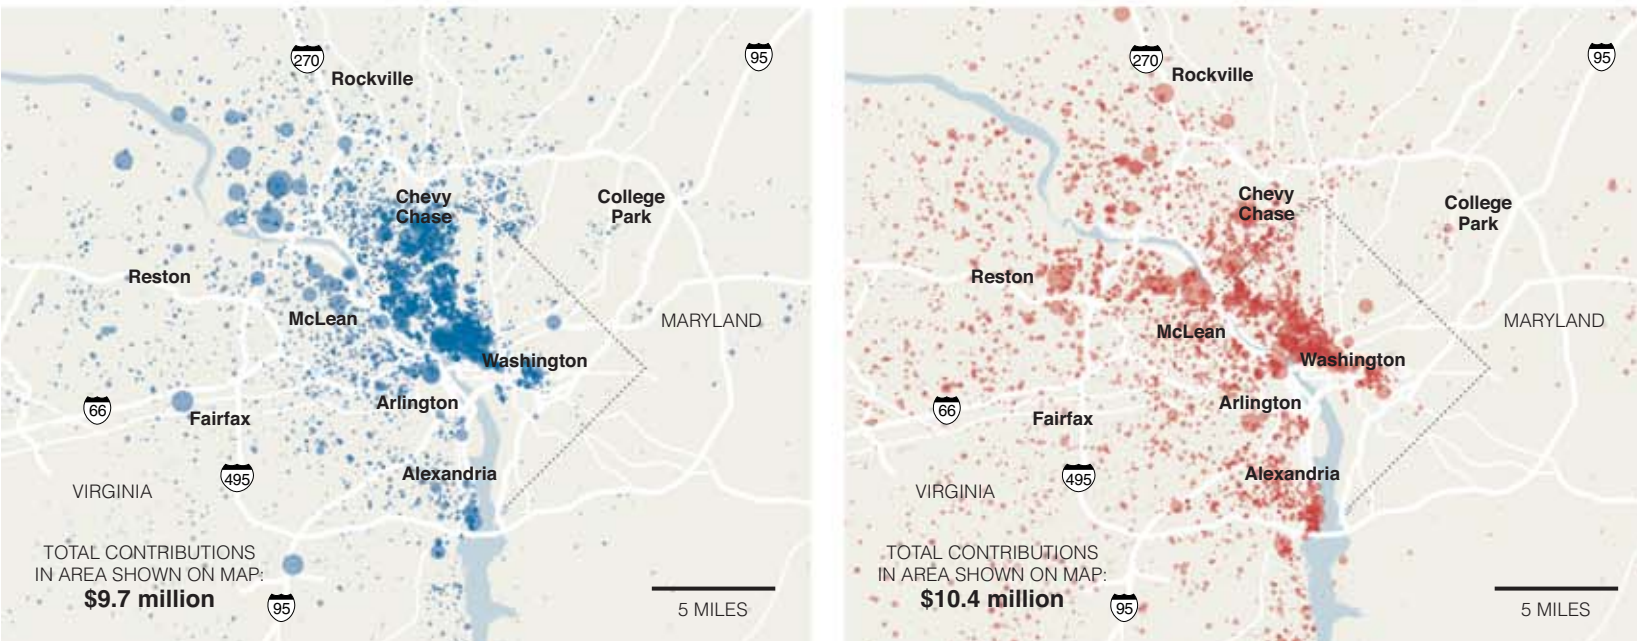 270
95
Rockville
Chevy
Chase
College
Park
Reston
McLean
MARYLAND
Washington
Arlington
66
Fairfax
Alexandria
495
VIRGINIA
TOTAL CONTRIBUTIONS
IN AREA SHOWN ON MAP:
$9.7 million
95
5 MILES
270
95
Rockville
Chevy
Chase
College
Park
Reston
McLean
MARYLAND
Washington
Arlington
66
Fairfax
Alexandria
495
VIRGINIA
TOTAL CONTRIBUTIONS
IN AREA SHOWN ON MAP:
$10.4 million
95
5 MILES